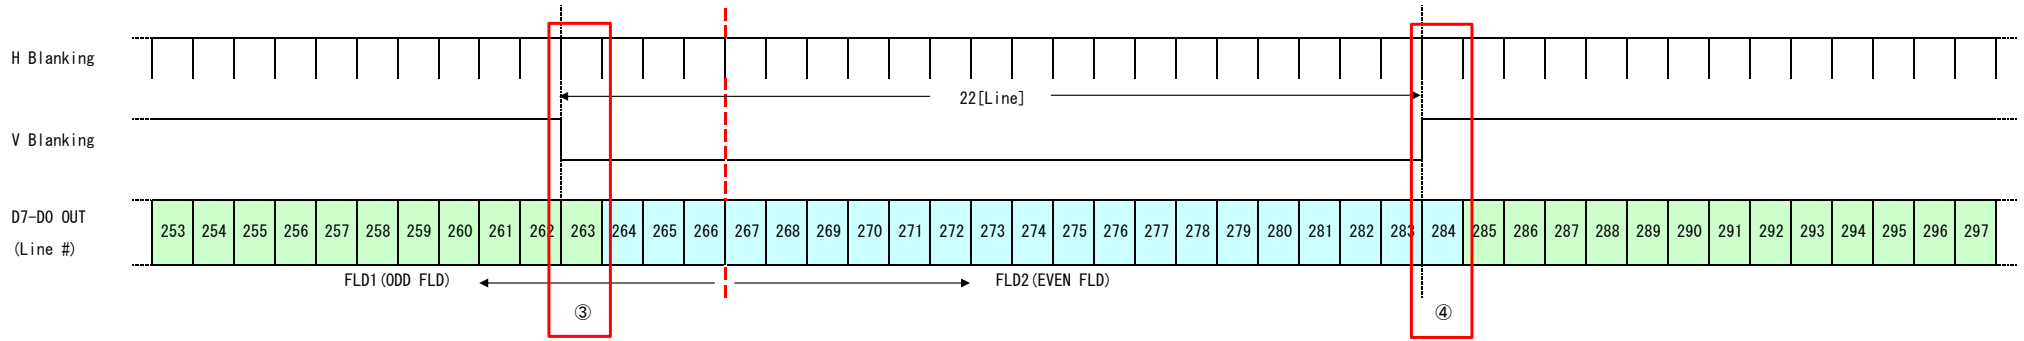 H Blanking
22[Line]
V Blanking
D7-D0 OUT
(Line #)
253 254 255 256 257 258 259 260 261 262 263 264 265 266 267 268 269 270 271 272 273 274 275 276 277 278 279 280 281 282 283 284 285 286 287 288 289 290 291 292 293 294 295 296 297
FLD1(ODD FLD) FLD2(EVEN FLD)
③ ④